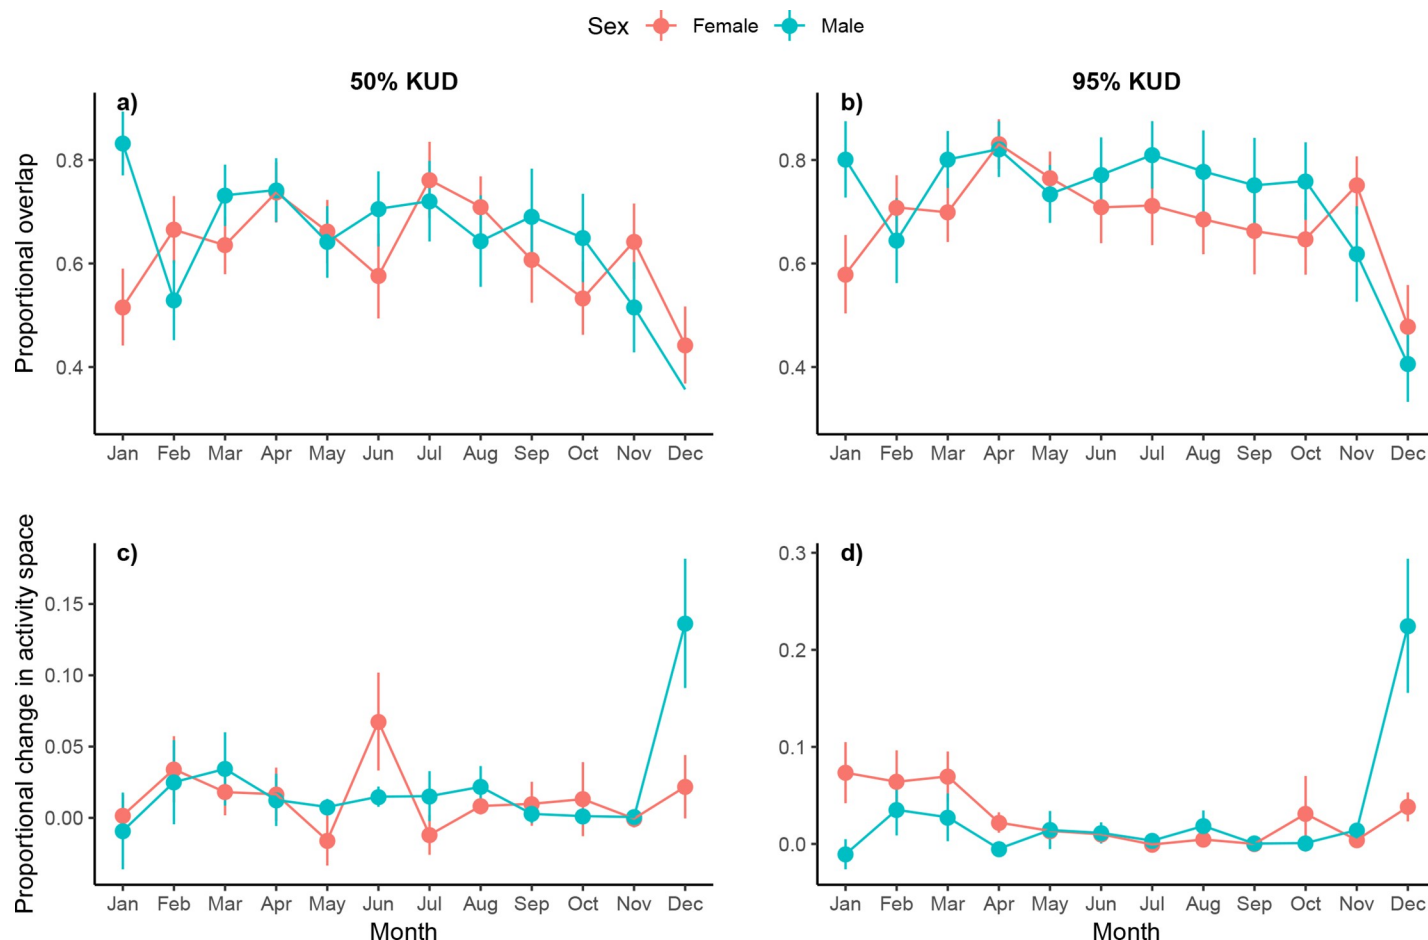 Sex Female Male
50% KUD
95% KUD
a)
b)
Proportional overlap
0.8
0.6
0.4
0.8
0.6
0.4
Jan Feb Mar Apr May Jun Jul Aug Sep Oct Nov Dec
Jan Feb Mar Apr May Jun Jul Aug Sep Oct Nov Dec
c)
d)
Proportional change in activity space
0.15
0.10
0.05
0.00
0.3
0.2
0.1
0.0
Jan Feb Mar Apr May Jun Jul Aug Sep Oct Nov Dec
Jan Feb Mar Apr May Jun Jul Aug Sep Oct Nov Dec
Month
Month